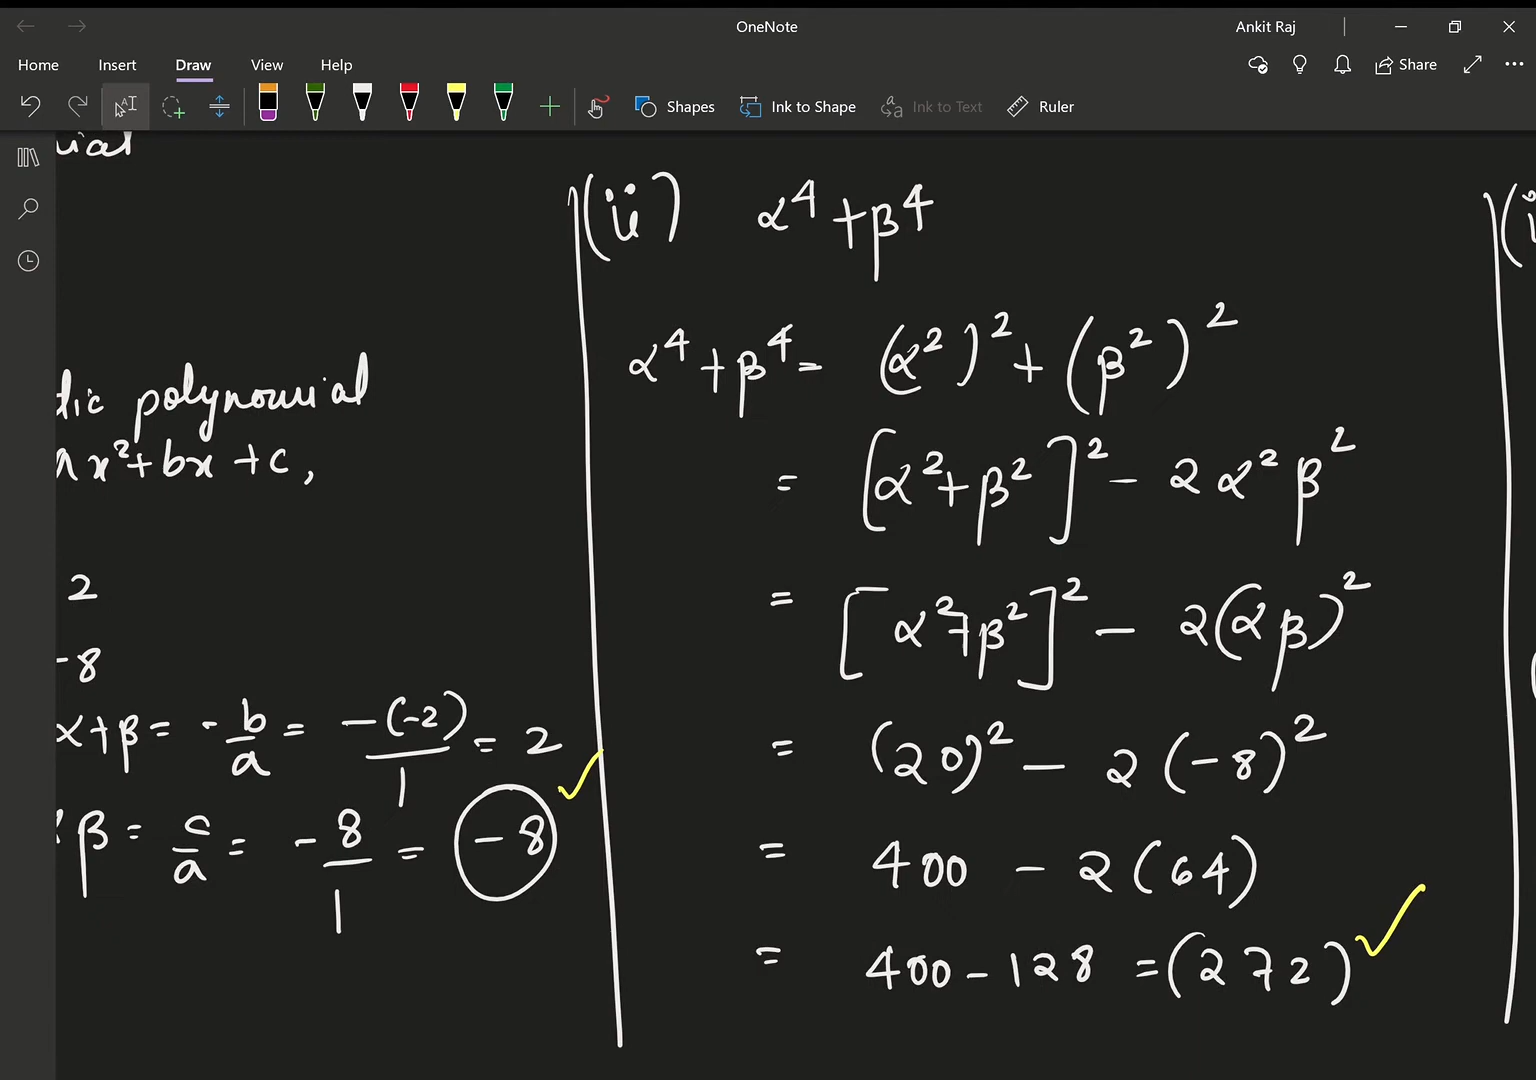 OneNote
Ankit Raj
Home Insert Draw View Help
Share
Shapes Ink to Shape Ink to Text Ruler
(ii) α⁴+β⁴
α⁴+β⁴= (α²)²+(β²)²
= [α²+β²]² - 2α²β²
= [α²+β²]² - 2(αβ)²
= (20)² - 2(-8)²
= 400 - 2(64)
= 400-128 =(272)
polynomial
x²+bx+c,
2
-8
α+β= -b/a = -(-2)/1 = 2
β= c/a = -8/1 = -8